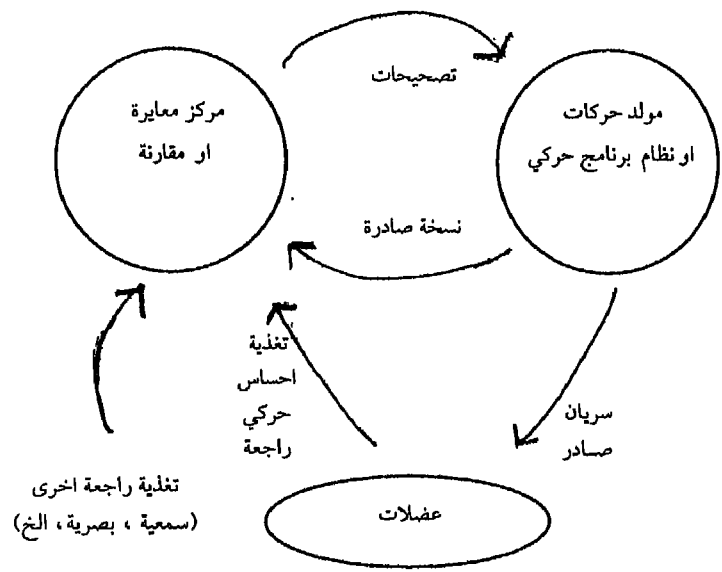 تصحيحات
مولد حركات
او نظام برنامج حركي
مركز معايرة
او مقارنة
نسخة صادرة
تغذية
احساس
حركي
راجعة
سريان
صادر
تغذية راجعة اخرى
(سمعية ، بصرية ، الخ)
عضلات